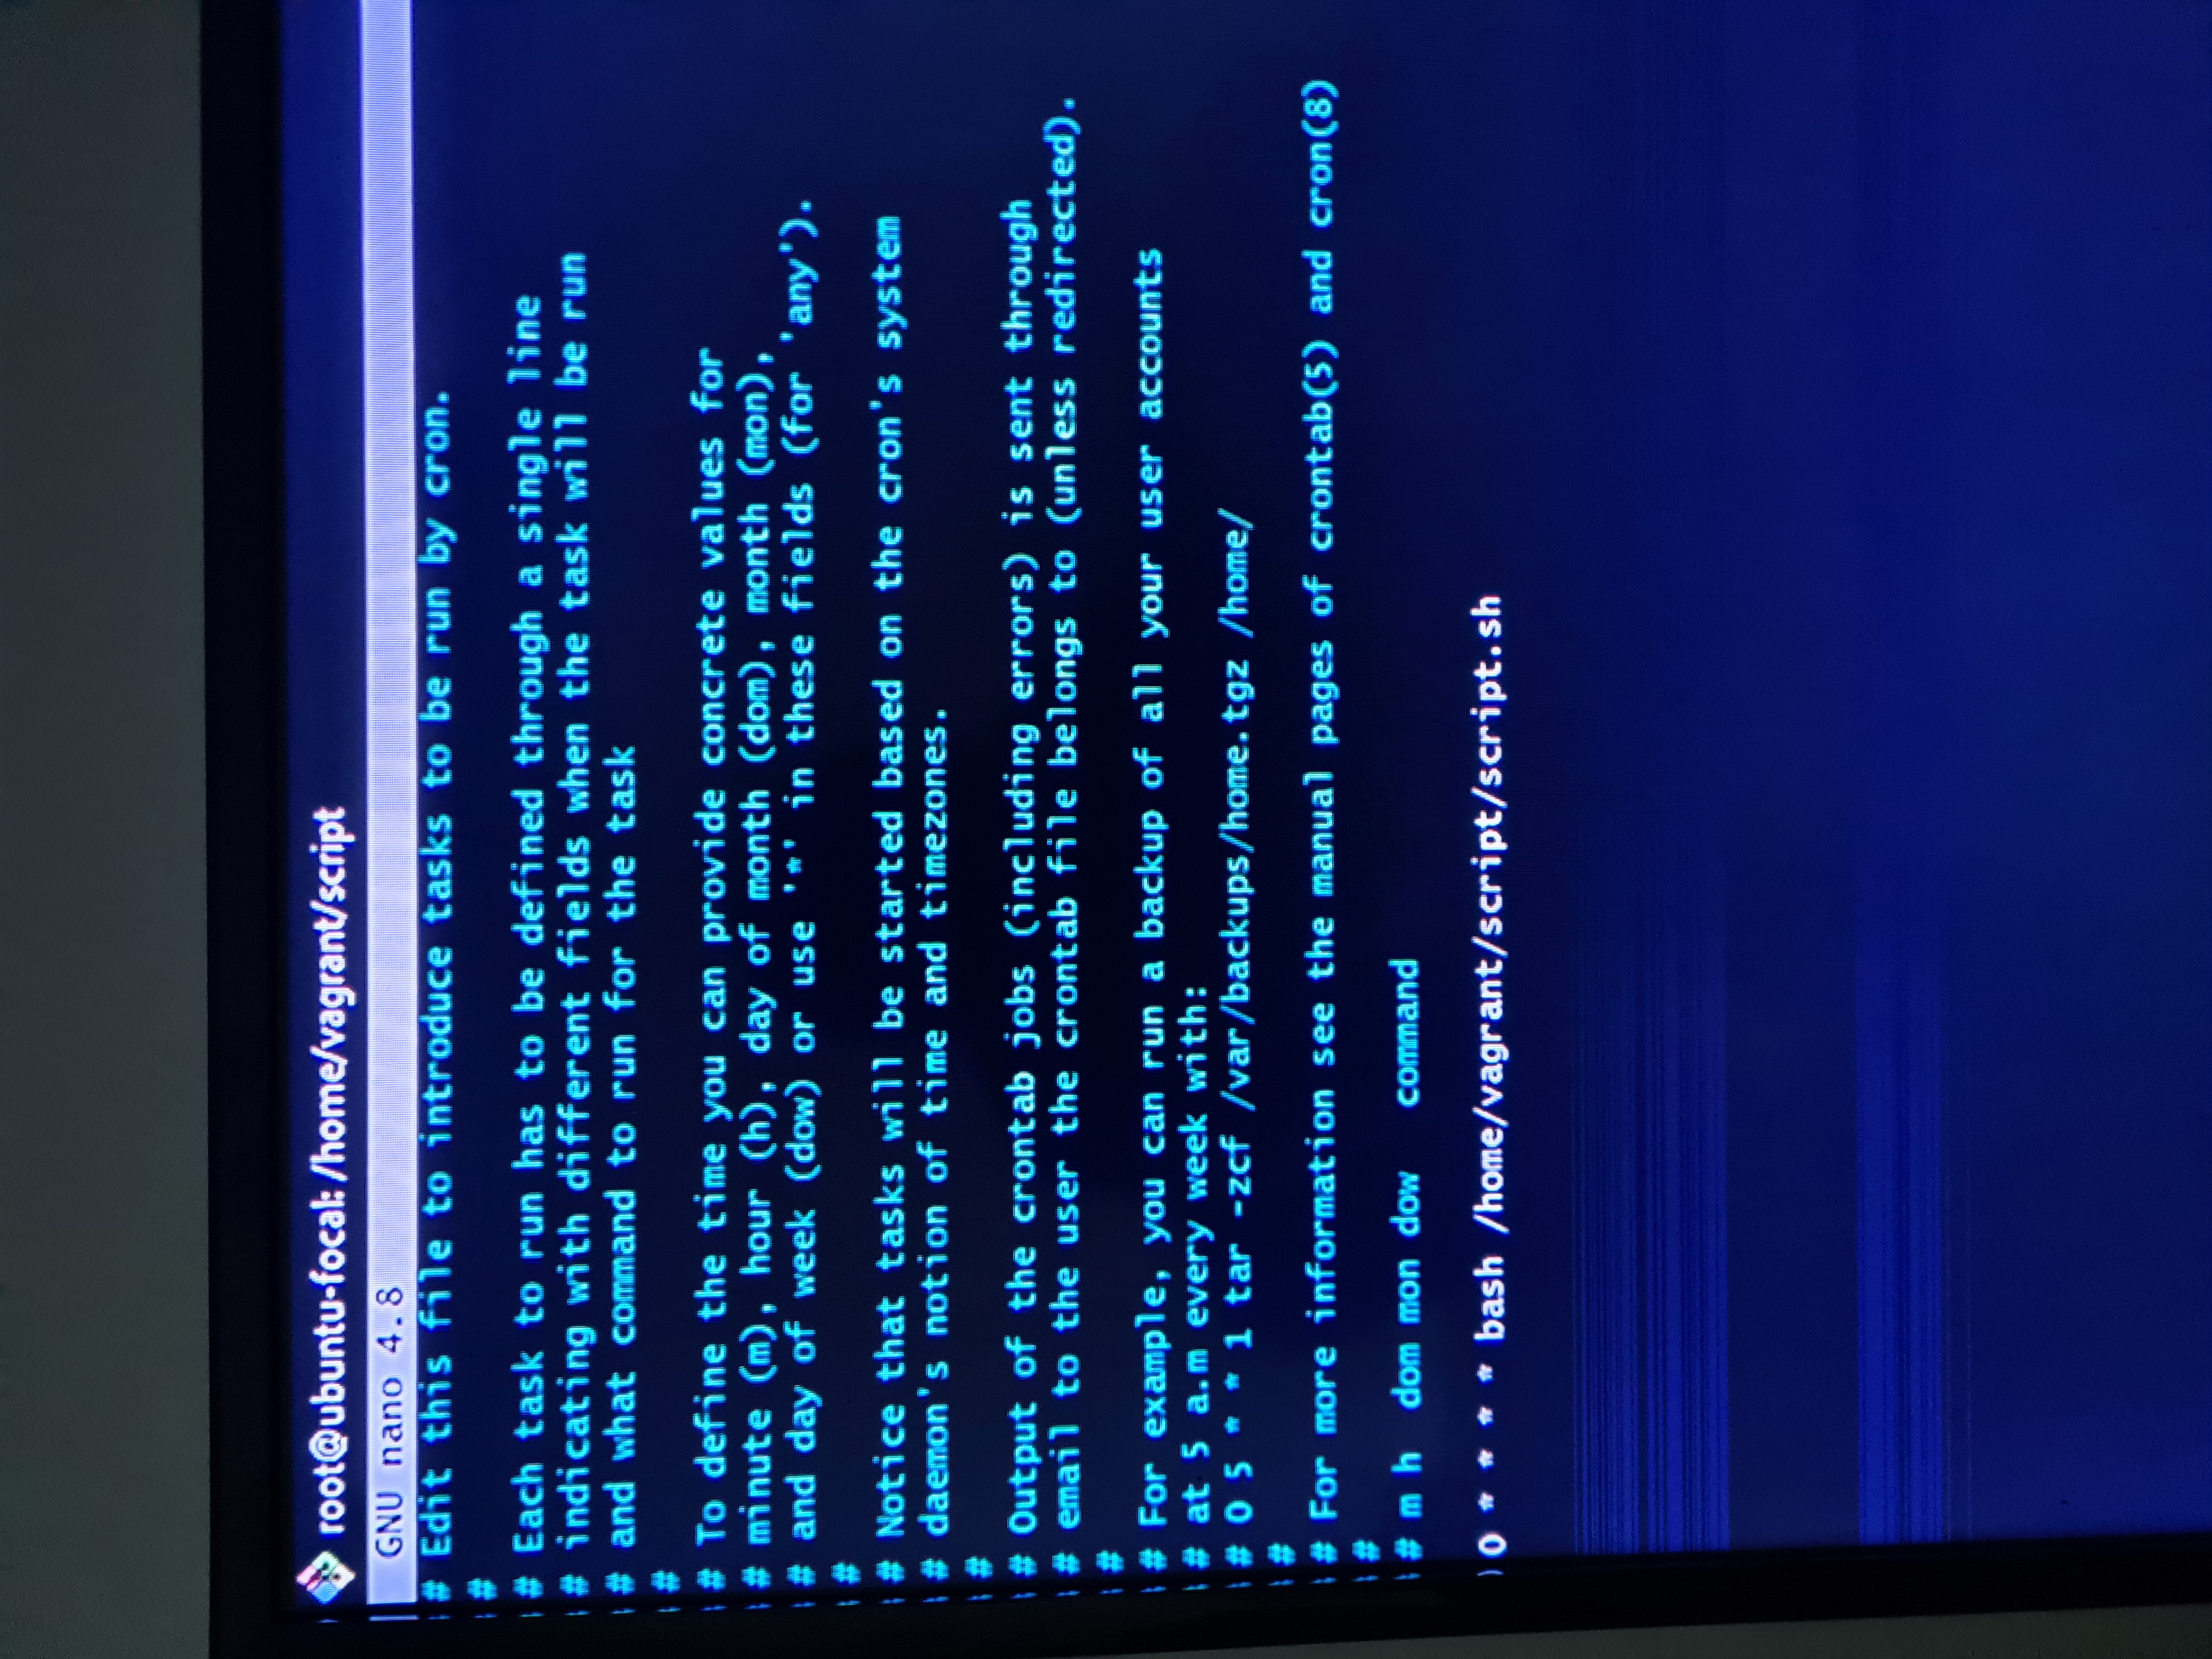 root@ubuntu-focal: /home/vagrant/script
GNU nano 4.8
# Edit this file to introduce tasks to be run by cron.
#
# Each task to run has to be defined through a single line
# indicating with different fields when the task will be run
# and what command to run for the task
#
# To define the time you can provide concrete values for
# minute (m), hour (h), day of month (dom), month (mon),
# and day of week (dow) or use '*' in these fields (for 'any').
#
# Notice that tasks will be started based on the cron's system
# daemon's notion of time and timezones.
#
# Output of the crontab jobs (including errors) is sent through
# email to the user the crontab file belongs to (unless redirected).
#
# For example, you can run a backup of all your user accounts
# at 5 a.m every week with:
# 0 5 * * 1 tar -zcf /var/backups/home.tgz /home/
#
# For more information see the manual pages of crontab(5) and cron(8)
#
# m h  dom mon dow   command
0 * * * * bash /home/vagrant/script/script.sh